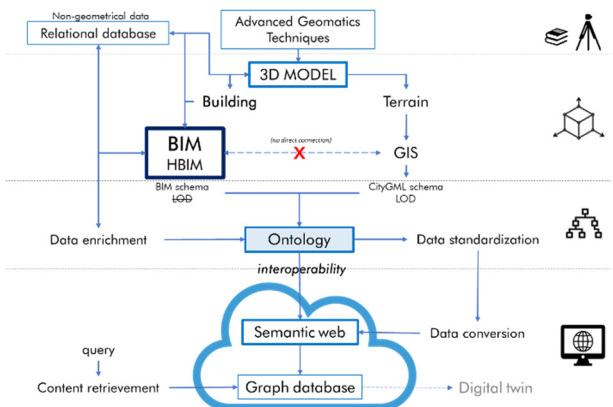 Non-geometrical data
Relational database
Advanced Geomatics
Techniques
3D MODEL
Building
Terrain
BIM
HBIM
(no direct connection)
X
GIS
BIM schema
LOD
CityGML schema
LOD
Data enrichment
Ontology
Data standardization
interoperability
Semantic web
Data conversion
query
Content retrievement
Graph database
Digital twin